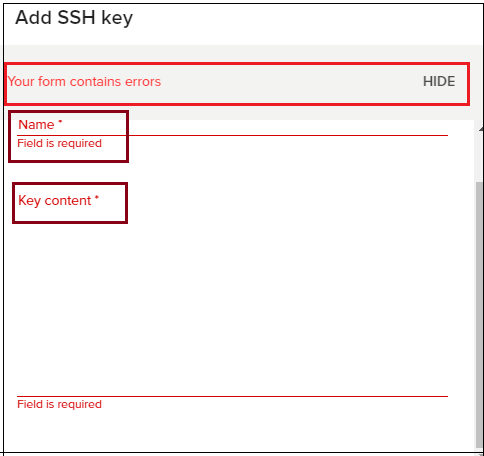 Add SSH key
Your form contains errors HIDE
Name *
Field is required
Key content *
Field is required